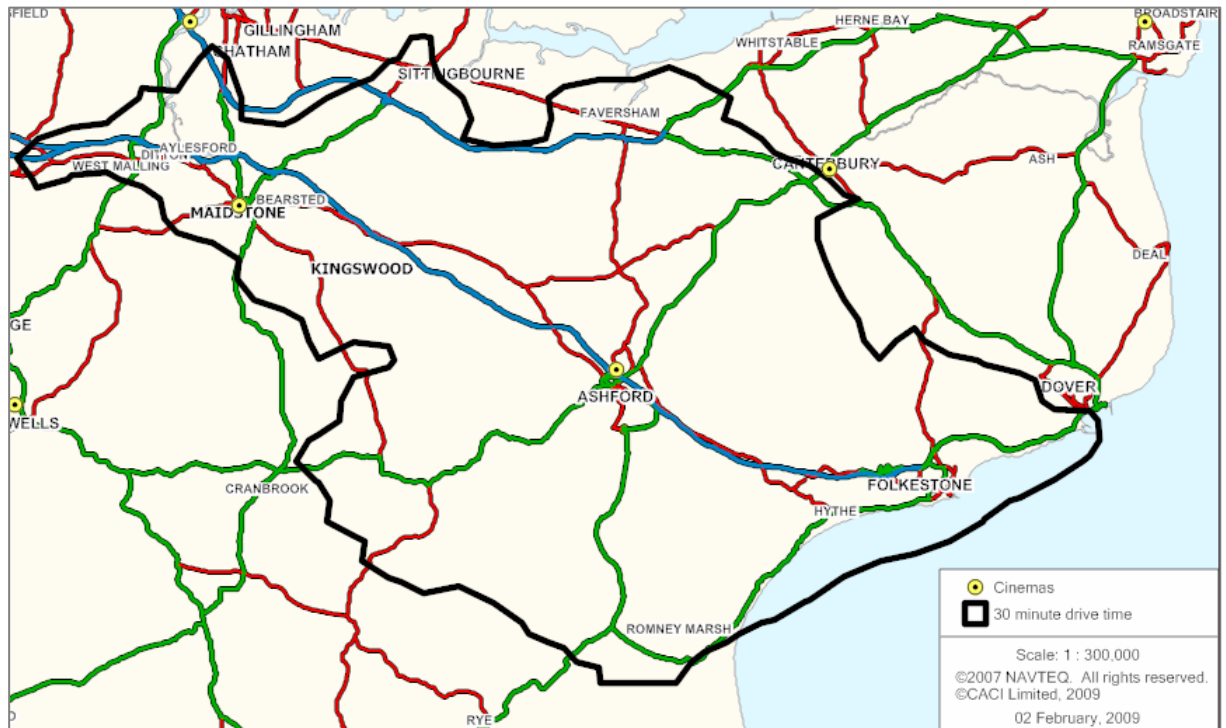 SFIELD
GILLINGHAM
CHATHAM
SITTINGBOURNE
HERNE BAY
WHITSTABLE
BROADSTAIR
RAMSGATE
FAVERSHAM
AYLESFORD
DITTON
WEST MALLING
CANTERBURY
ASH
BEARSTED
MAIDSTONE
KINGSWOOD
DEAL
GE
ASHFORD
DOVER
WELLS
CRANBROOK
FOLKESTONE
HYTHE
ROMNEY MARSH
RYE
Cinemas
30 minute drive time
Scale: 1 : 300,000
©2007 NAVTEQ. All rights reserved.
©CACI Limited, 2009
02 February, 2009